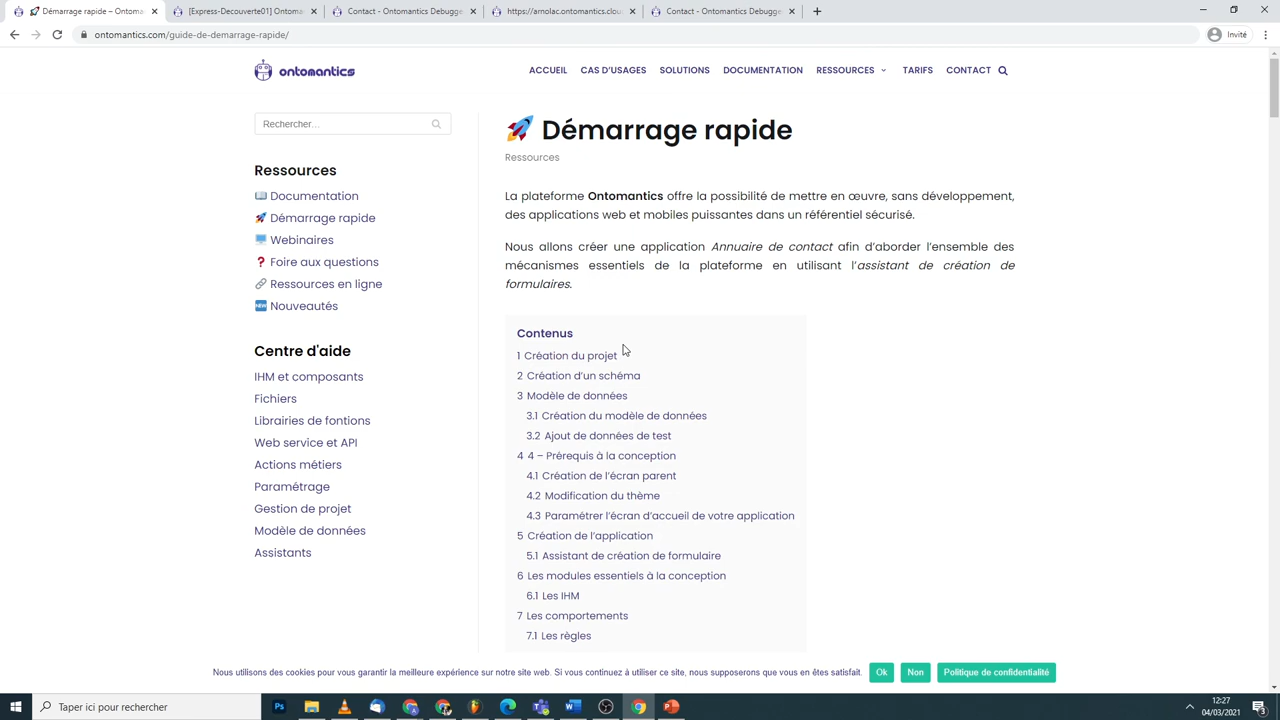 🚀 Démarrage rapide – Ontomantics
[Express-Decouverte01] Ontomant
Contact - Ontomantics Debugger
https://arnolac.ontomantics.cloud
Contact - Ontomantics Debugger
ontomantics.com/guide-de-demarrage-rapide/
Invité
ontomantics
ACCUEIL CAS D'USAGES SOLUTIONS DOCUMENTATION RESSOURCES TARIFS CONTACT
Rechercher…
Ressources
📖 Documentation
🚀 Démarrage rapide
🖥️ Webinaires
❓ Foire aux questions
🔗 Ressources en ligne
🆕 Nouveautés
Centre d'aide
IHM et composants
Fichiers
Librairies de fontions
Web service et API
Actions métiers
Paramétrage
Gestion de projet
Modèle de données
Assistants
🚀 Démarrage rapide
Ressources
La plateforme Ontomantics offre la possibilité de mettre en œuvre, sans développement,
des applications web et mobiles puissantes dans un référentiel sécurisé.
Nous allons créer une application Annuaire de contact afin d'aborder l'ensemble des
mécanismes essentiels de la plateforme en utilisant l'assistant de création de
formulaires.
Contenus
1 Création du projet
2 Création d'un schéma
3 Modèle de données
3.1 Création du modèle de données
3.2 Ajout de données de test
4 4 – Prérequis à la conception
4.1 Création de l'écran parent
4.2 Modification du thème
4.3 Paramétrer l'écran d'accueil de votre application
5 Création de l'application
5.1 Assistant de création de formulaire
6 Les modules essentiels à la conception
6.1 Les IHM
7 Les comportements
7.1 Les règles
Nous utilisons des cookies pour vous garantir la meilleure expérience sur notre site web. Si vous continuez à utiliser ce site, nous supposerons que vous en êtes satisfait. Ok Non Politique de confidentialité
Taper ici pour rechercher
12:27
04/03/2021